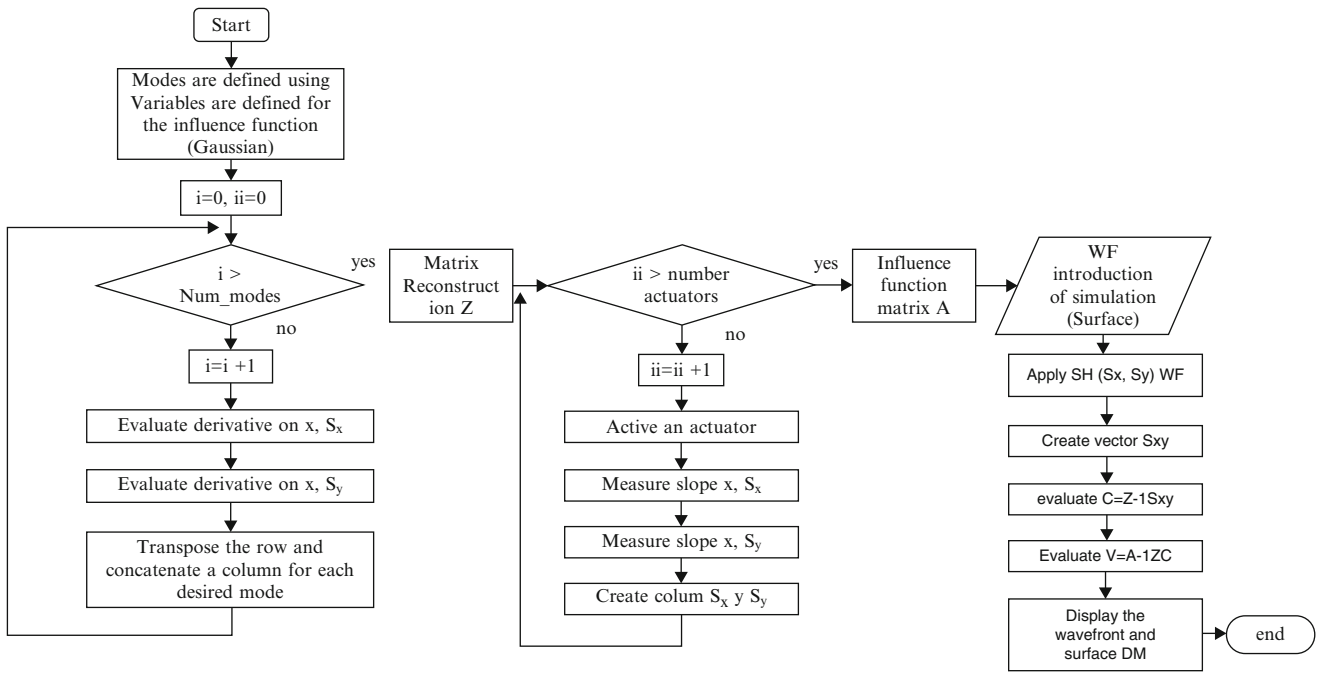 Start
Modes are defined using
Variables are defined for
the influence function
(Gaussian)
i=0, ii=0
i >
Num_modes
yes
no
i=i +1
Evaluate derivative on x, Sx
Evaluate derivative on x, Sy
Transpose the row and
concatenate a column for each
desired mode
Matrix
Reconstruct
ion Z
ii > number
actuators
yes
no
ii=ii +1
Active an actuator
Measure slope x, Sx
Measure slope x, Sy
Create colum Sx y Sy
Influence
function
matrix A
WF
introduction
of simulation
(Surface)
Apply SH (Sx, Sy) WF
Create vector Sxy
evaluate C=Z-1Sxy
Evaluate V=A-1ZC
Display the
wavefront and
surface DM
end